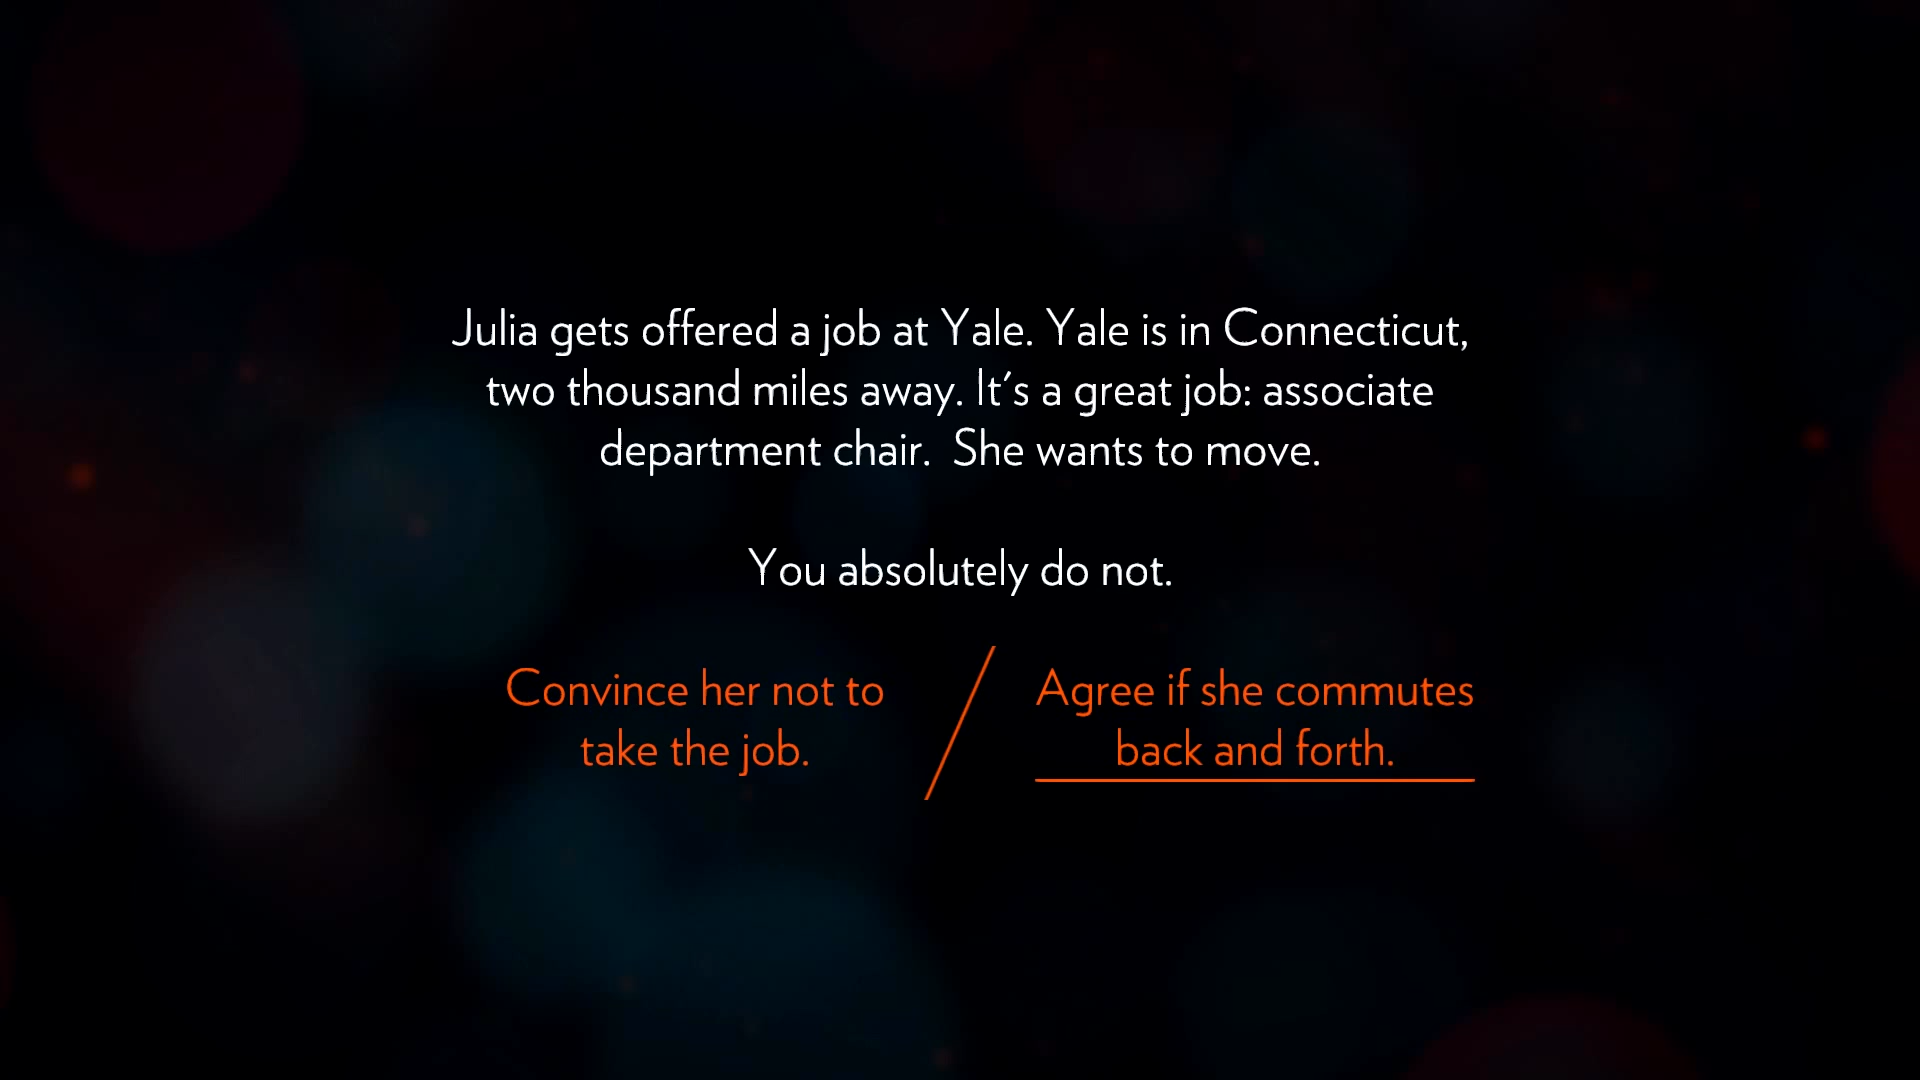 Julia gets offered a job at Yale. Yale is in Connecticut,
two thousand miles away. It's a great job: associate
department chair.  She wants to move.
You absolutely do not.
Convince her not to
take the job.
Agree if she commutes
back and forth.